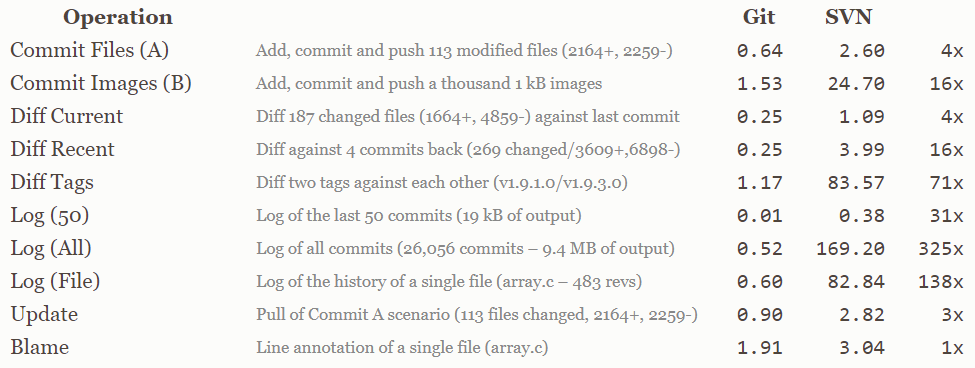 Operation Git SVN
Commit Files (A) Add, commit and push 113 modified files (2164+, 2259-) 0.64 2.60 4x
Commit Images (B) Add, commit and push a thousand 1 kB images 1.53 24.70 16x
Diff Current Diff 187 changed files (1664+, 4859-) against last commit 0.25 1.09 4x
Diff Recent Diff against 4 commits back (269 changed/3609+,6898-) 0.25 3.99 16x
Diff Tags Diff two tags against each other (v1.9.1.0/v1.9.3.0) 1.17 83.57 71x
Log (50) Log of the last 50 commits (19 kB of output) 0.01 0.38 31x
Log (All) Log of all commits (26,056 commits – 9.4 MB of output) 0.52 169.20 325x
Log (File) Log of the history of a single file (array.c – 483 revs) 0.60 82.84 138x
Update Pull of Commit A scenario (113 files changed, 2164+, 2259-) 0.90 2.82 3x
Blame Line annotation of a single file (array.c) 1.91 3.04 1x